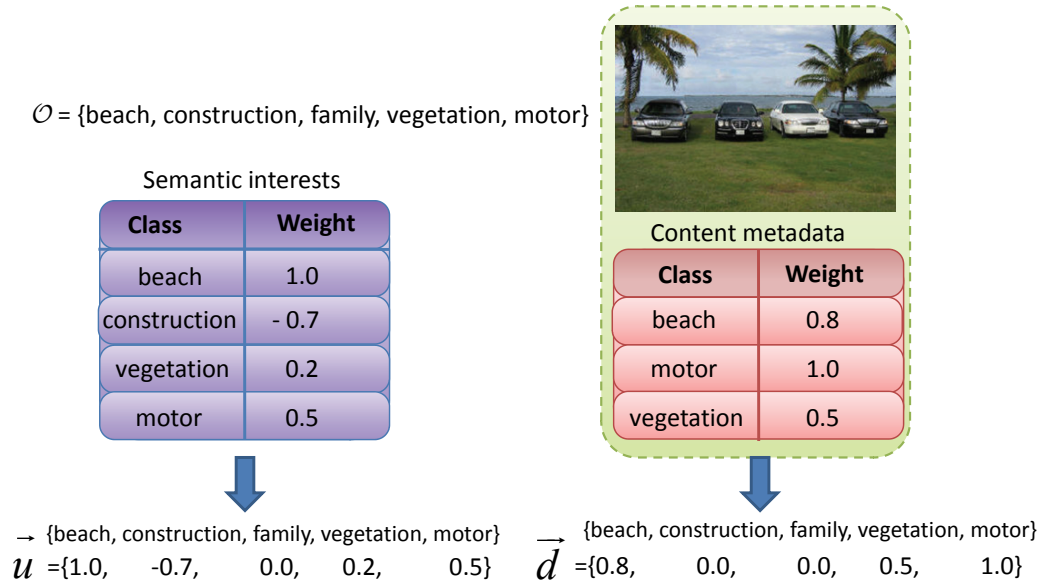 𝒪 = {beach, construction, family, vegetation, motor}
Semantic interests
Class Weight
beach 1.0
construction - 0.7
vegetation 0.2
motor 0.5
{beach, construction, family, vegetation, motor}
u ={1.0, -0.7, 0.0, 0.2, 0.5}
Content metadata
Class Weight
beach 0.8
motor 1.0
vegetation 0.5
{beach, construction, family, vegetation, motor}
d ={0.8, 0.0, 0.0, 0.5, 1.0}